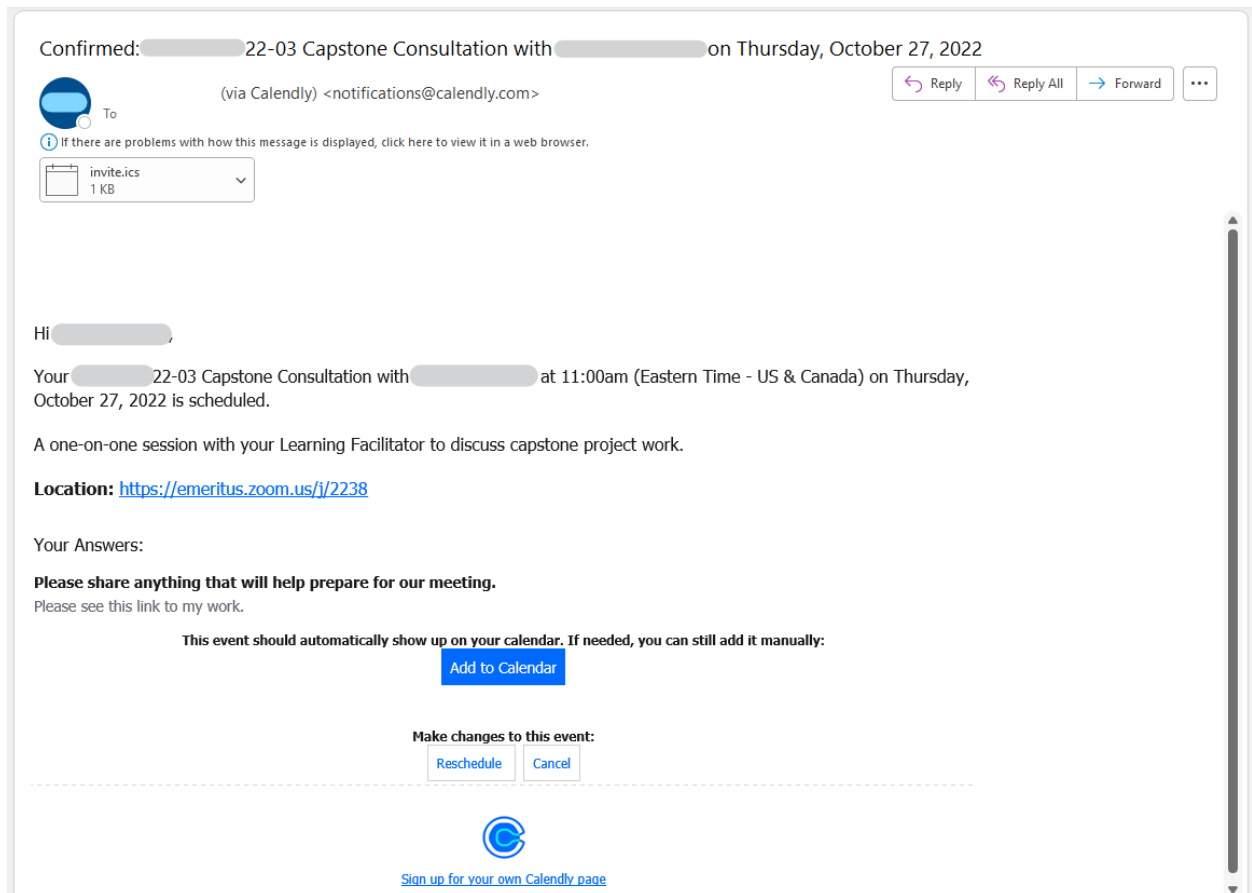 Confirmed: 22-03 Capstone Consultation with on Thursday, October 27, 2022
Reply
Reply All
Forward
(via Calendly) <notifications@calendly.com>
To
If there are problems with how this message is displayed, click here to view it in a web browser.
invite.ics
1 KB
Hi ,
Your 22-03 Capstone Consultation with at 11:00am (Eastern Time - US & Canada) on Thursday,
October 27, 2022 is scheduled.
A one-on-one session with your Learning Facilitator to discuss capstone project work.
Location: https://emeritus.zoom.us/j/2238
Your Answers:
Please share anything that will help prepare for our meeting.
Please see this link to my work.
This event should automatically show up on your calendar. If needed, you can still add it manually:
Add to Calendar
Make changes to this event:
Reschedule
Cancel
Sign up for your own Calendly page